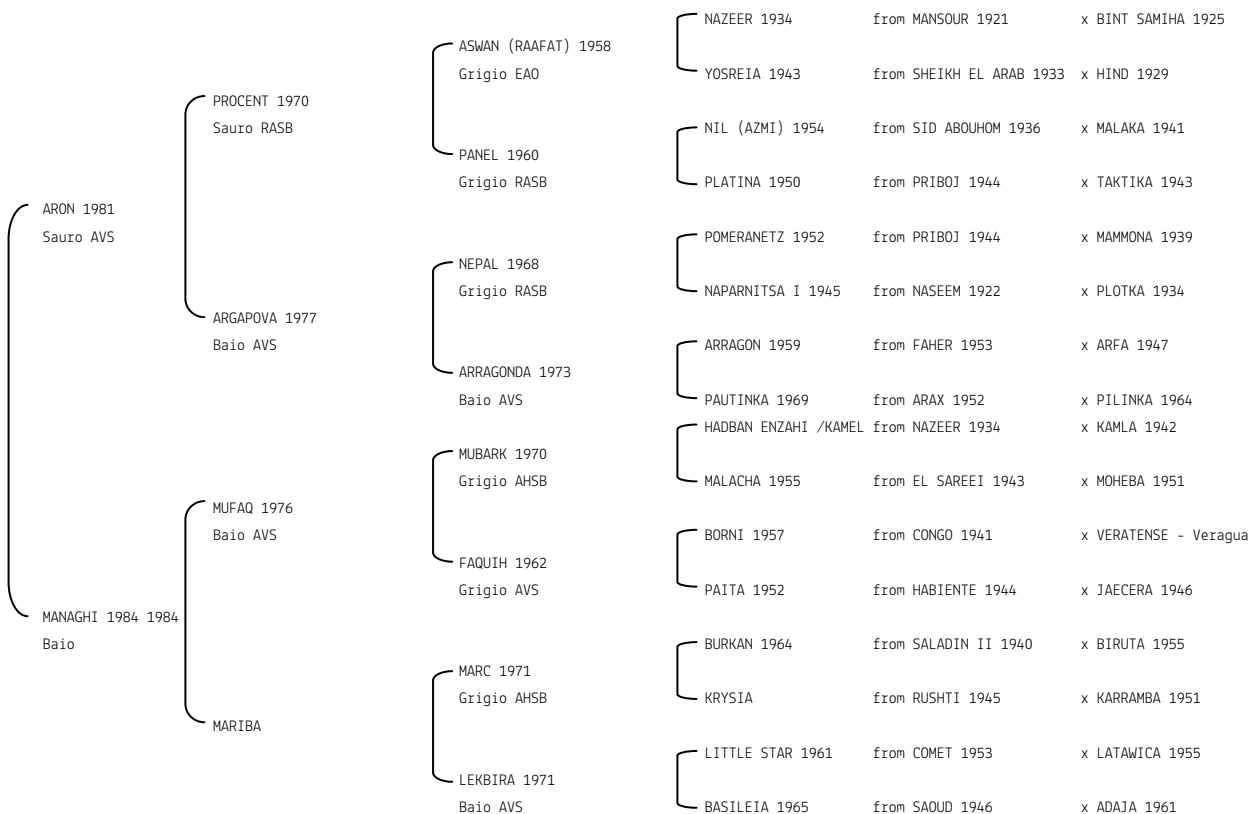 NAZEER 1934 from MANSOUR 1921 x BINT SAMIHA 1925
ASWAN (RAAFAT) 1958
Grigio EAO YOSREIA 1943 from SHEIKH EL ARAB 1933 x HIND 1929
PROCENT 1970
Sauro RASB NIL (AZMI) 1954 from SID ABOUHOM 1936 x MALAKA 1941
PANEL 1960
Grigio RASB PLATINA 1950 from PRIBOJ 1944 x TAKTIKA 1943
ARON 1981
Sauro AVS POMERANETZ 1952 from PRIBOJ 1944 x MAMMONA 1939
NEPAL 1968
Grigio RASB NAPARNITSA I 1945 from NASEEM 1922 x PLOTKA 1934
ARGAPOVA 1977
Baio AVS ARRAGON 1959 from FAHER 1953 x ARFA 1947
ARRAGONDA 1973
Baio AVS PAUTINKA 1969 from ARAX 1952 x PILINKA 1964
HADBAN ENZAHI /KAMEL from NAZEER 1934 x KAMLA 1942
MUBARK 1970
Grigio AHSB MALACHA 1955 from EL SAREEI 1943 x MOHEBA 1951
MUFAQ 1976
Baio AVS BORNI 1957 from CONGO 1941 x VERATENSE - Veragua
FAQUIH 1962
Grigio AVS PAITA 1952 from HABIENTE 1944 x JAECERA 1946
MANAGHI 1984 1984
Baio BURKAN 1964 from SALADIN II 1940 x BIRUTA 1955
MARC 1971
Grigio AHSB KRYSIA from RUSHTI 1945 x KARRAMBA 1951
MARIBA
LITTLE STAR 1961 from COMET 1953 x LATAWICA 1955
LEKBIRA 1971
Baio AVS BASILEIA 1965 from SAOUD 1946 x ADAJA 1961